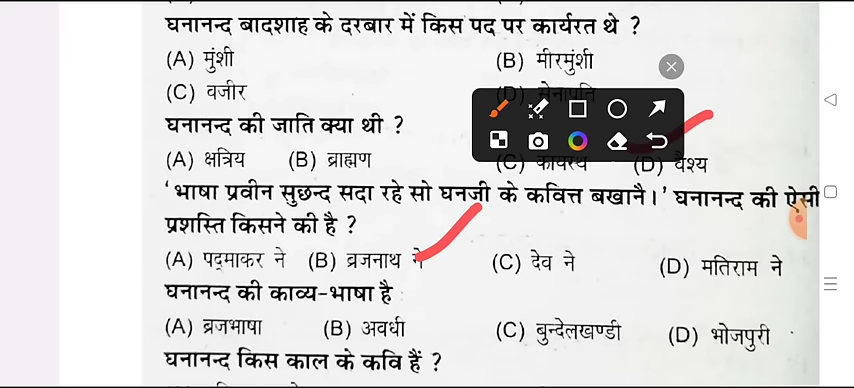 घनानन्द बादशाह के दरबार में किस पद पर कार्यरत थे ?
(A) मुंशी (B) मीरमुंशी
(C) वजीर (D) सेनापति
घनानन्द की जाति क्या थी ?
(A) क्षत्रिय (B) ब्राह्मण (C) कायस्थ (D) वैश्य
'भाषा प्रवीन सुछन्द सदा रहे सो घनजी के कवित्त बखानै।' घनानन्द की ऐसी
प्रशस्ति किसने की है ?
(A) पद्माकर ने (B) ब्रजनाथ ने (C) देव ने (D) मतिराम ने
घनानन्द की काव्य-भाषा है :
(A) ब्रजभाषा (B) अवधी (C) बुन्देलखण्डी (D) भोजपुरी
घनानन्द किस काल के कवि हैं ?